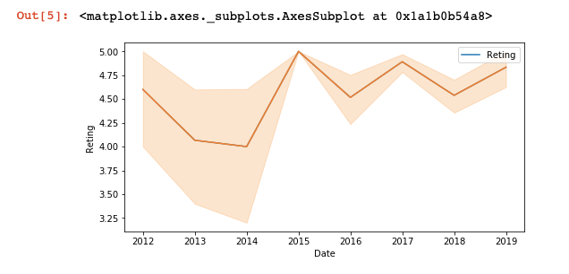 Out[5]: <matplotlib.axes._subplots.AxesSubplot at 0x1a1b0b54a8>
Reting
5.00
4.75
4.50
4.25
4.00
3.75
3.50
3.25
Reting
2012 2013 2014 2015 2016 2017 2018 2019
Date